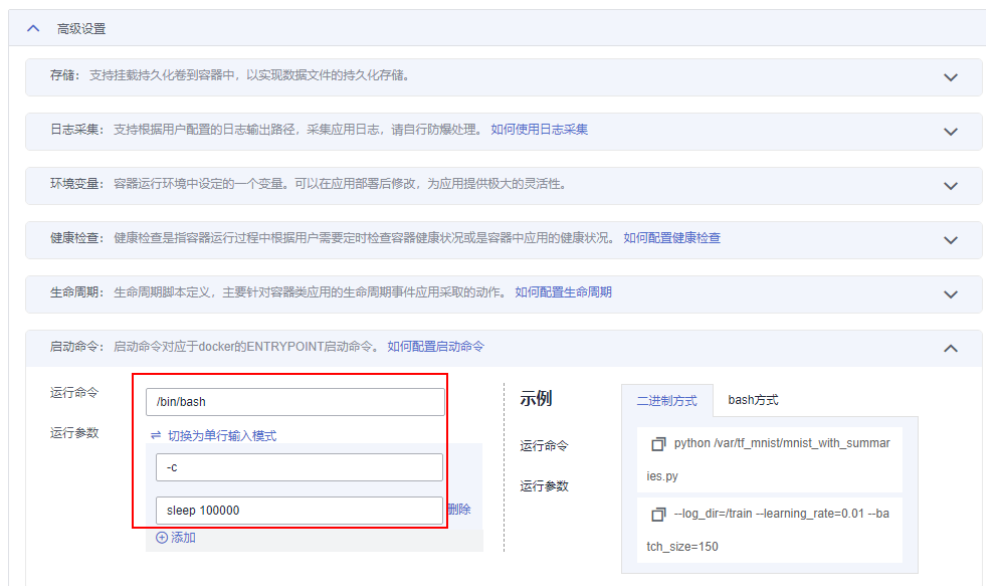 高级设置
存储：支持挂载持久化卷到容器中，以实现数据文件的持久化存储。
日志采集：支持根据用户配置的日志输出路径，采集应用日志，请自行防爆处理。 如何使用日志采集
环境变量：容器运行环境中设定的一个变量。可以在应用部署后修改，为应用提供极大的灵活性。
健康检查：健康检查是指容器运行过程中根据用户需要定时检查容器健康状况或是容器中应用的健康状况。 如何配置健康检查
生命周期：生命周期脚本定义，主要针对容器类应用的生命周期事件应用采取的动作。 如何配置生命周期
启动命令：启动命令对应于docker的ENTRYPOINT启动命令。 如何配置启动命令
运行命令
/bin/bash
运行参数
切换为单行输入模式
-c
sleep 100000
删除
添加
示例
二进制方式
bash方式
运行命令
python /var/tf_mnist/mnist_with_summar
ies.py
运行参数
--log_dir=/train --learning_rate=0.01 --ba
tch_size=150